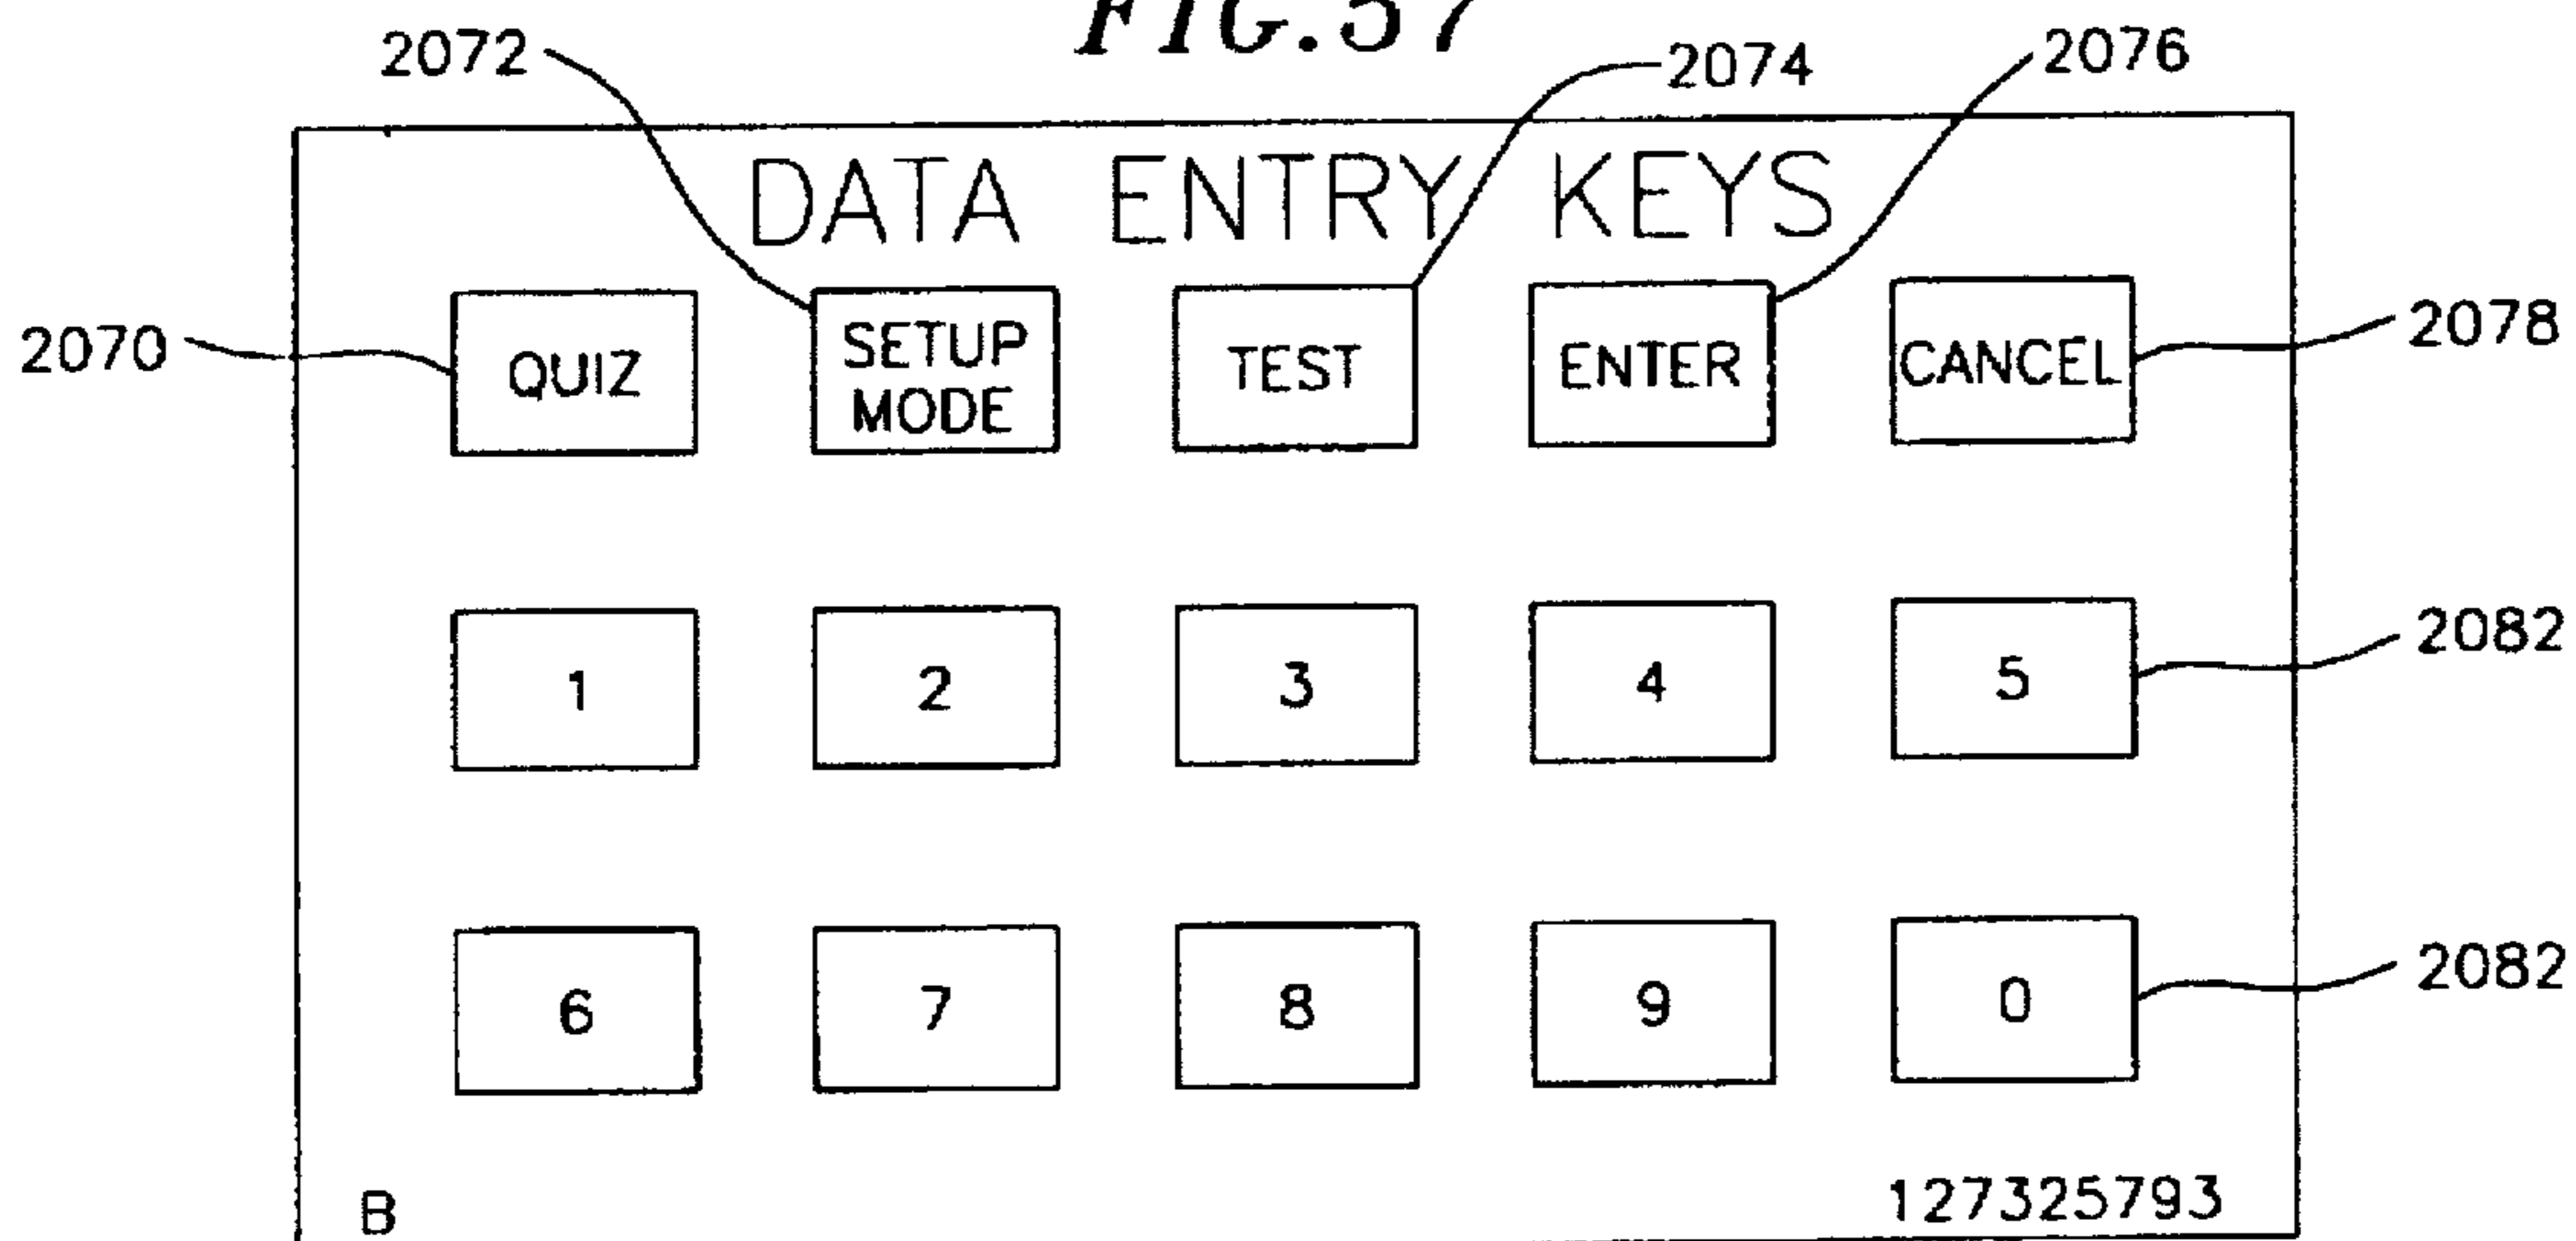 FIG.57
2072
2074
2076
DATA ENTRY KEYS
2070
QUIZ
SETUP
MODE
TEST
ENTER
CANCEL
2078
1
2
3
4
5
2082
6
7
8
9
0
2082
B
127325793